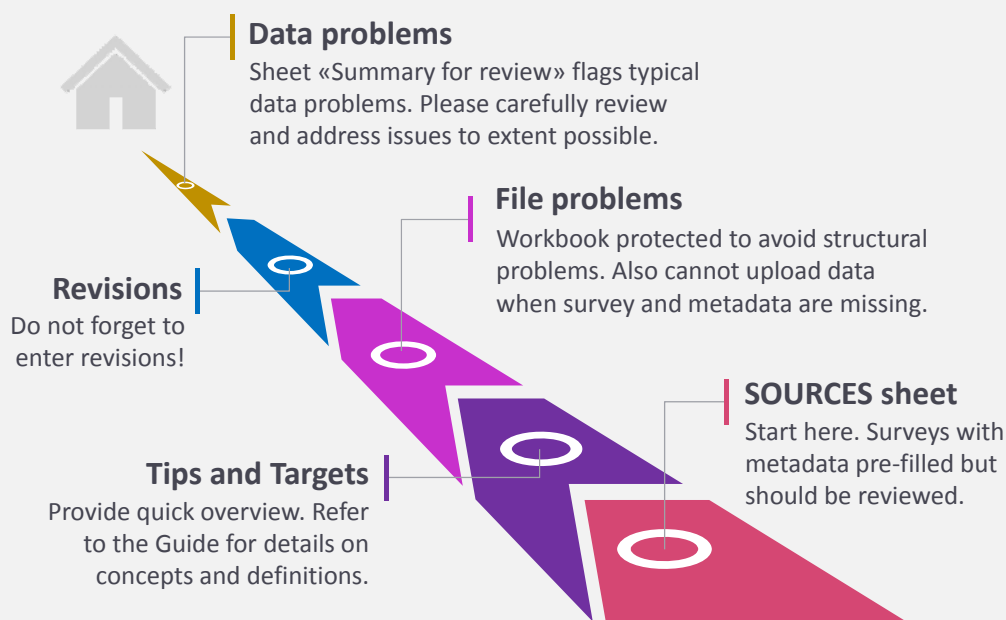 Data problems
Sheet «Summary for review» flags typical
data problems. Please carefully review
and address issues to extent possible.
File problems
Workbook protected to avoid structural
problems. Also cannot upload data
when survey and metadata are missing.
Revisions
Do not forget to
enter revisions!
SOURCES sheet
Start here. Surveys with
metadata pre-filled but
should be reviewed.
Tips and Targets
Provide quick overview. Refer
to the Guide for details on
concepts and definitions.